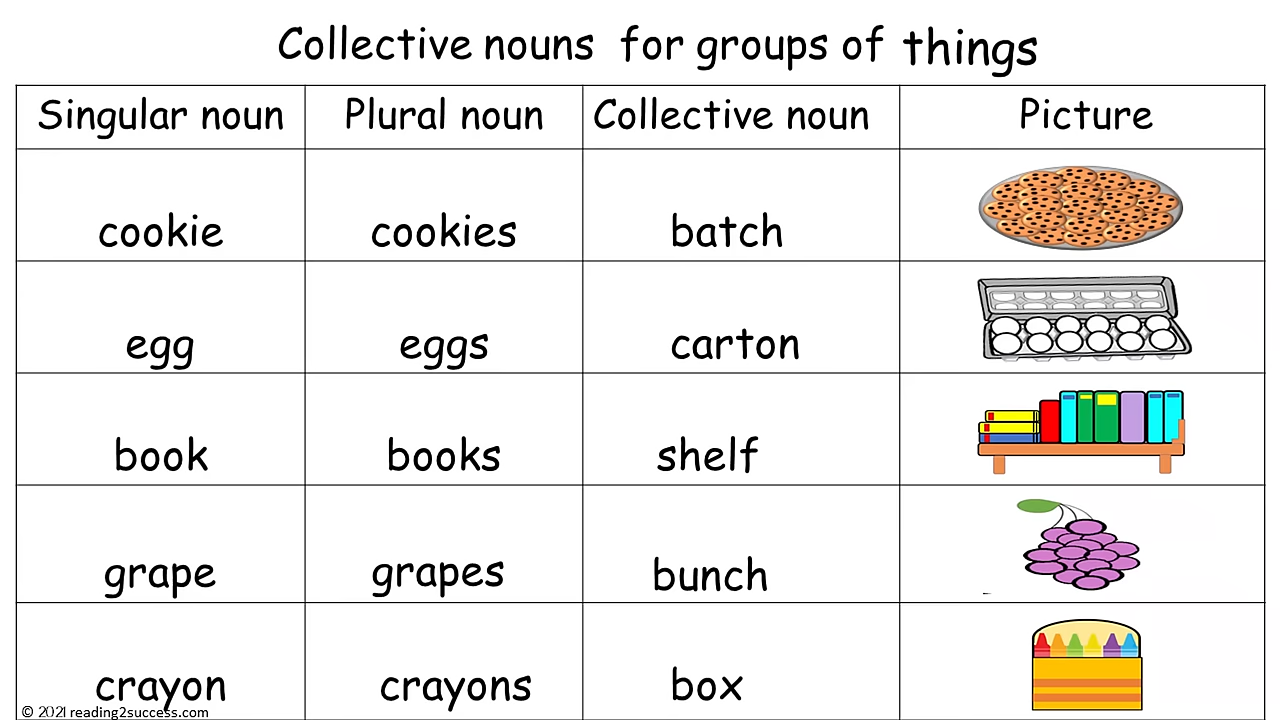 Collective nouns for groups of things
Singular noun Plural noun Collective noun Picture
cookie cookies batch
egg eggs carton
book books shelf
grape grapes bunch
crayon crayons box
© 2021 reading2success.com